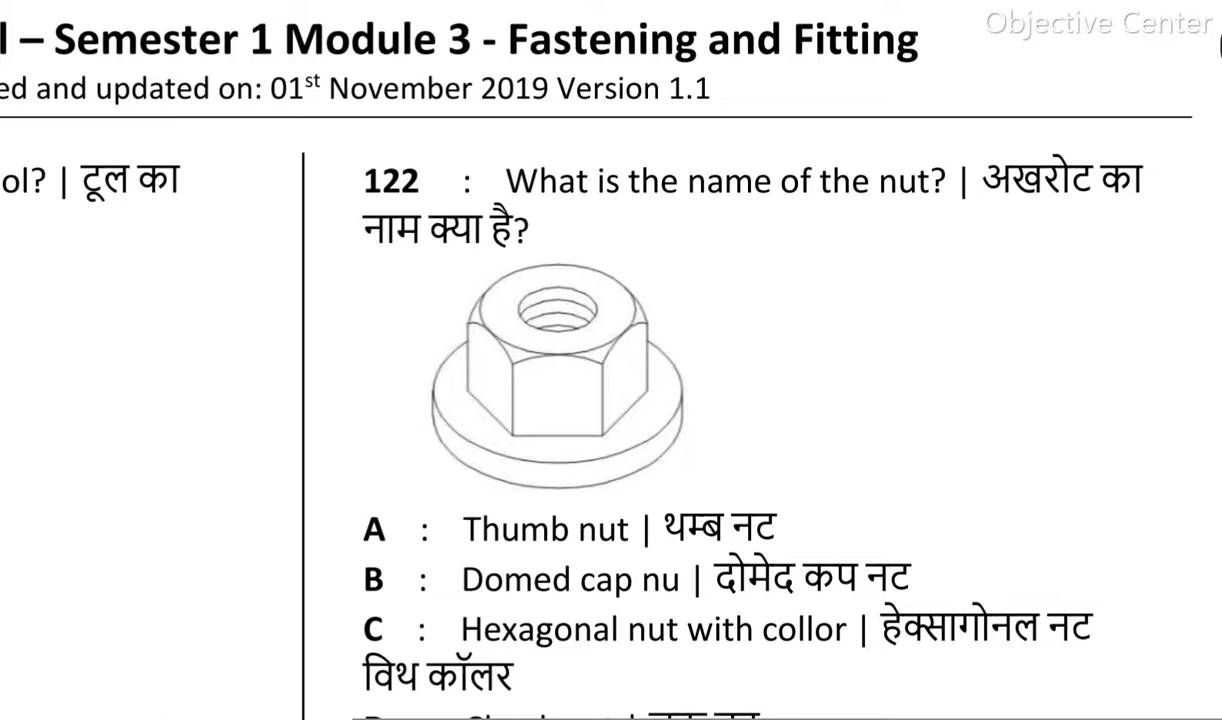 Objective Center
– Semester 1 Module 3 - Fastening and Fitting
and updated on: 01st November 2019 Version 1.1
ol? | टूल का
122 : What is the name of the nut? | अखरोट का
नाम क्या है?
A : Thumb nut | थम्ब नट
B : Domed cap nu | दोमेद कप नट
C : Hexagonal nut with collor | हेक्सागोनल नट
विथ कॉलर